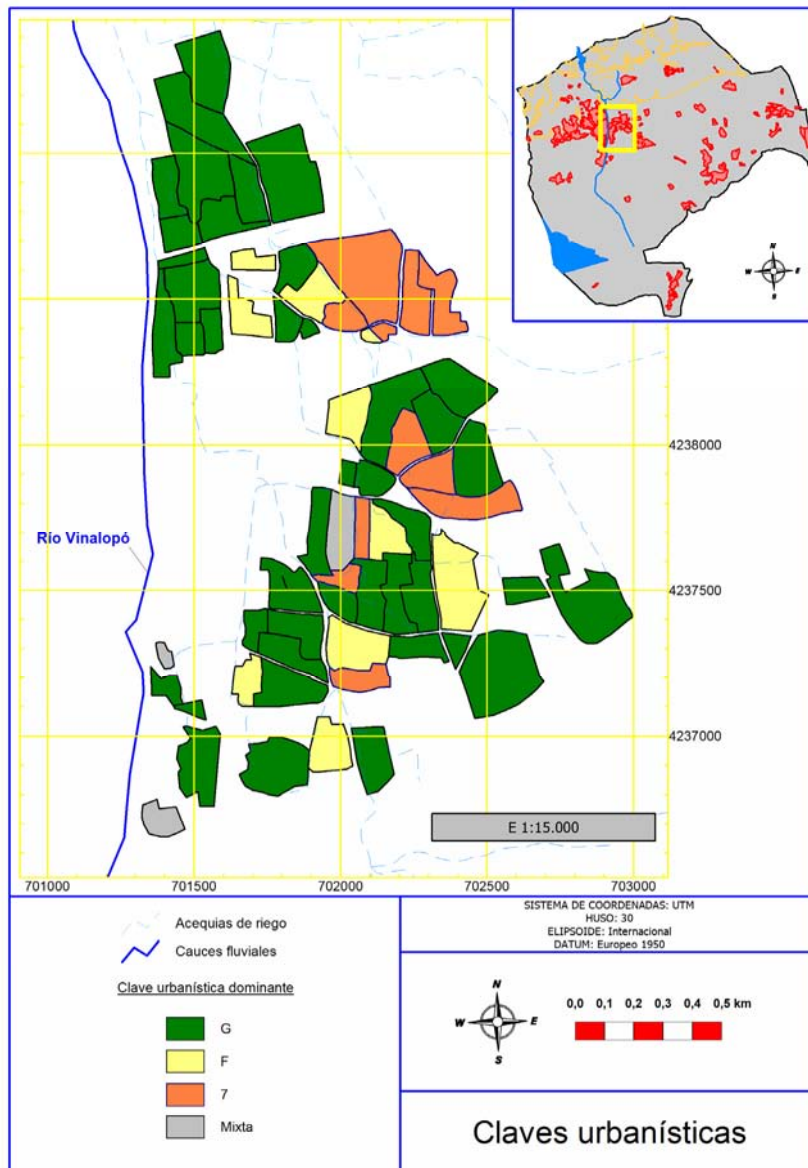 N
W
E
S
4238000
Río Vinalopó
4237500
4237000
E 1:15.000
701000
701500
702000
702500
703000
SISTEMA DE COORDENADAS: UTM
HUSO: 30
ELIPSOIDE: Internacional
DATUM: Europeo 1950
Acequias de riego
Cauces fluviales
Clave urbanística dominante
G
F
7
Mixta
N
W
E
S
0,0 0,1 0,2 0,3 0,4 0,5 km
Claves urbanísticas